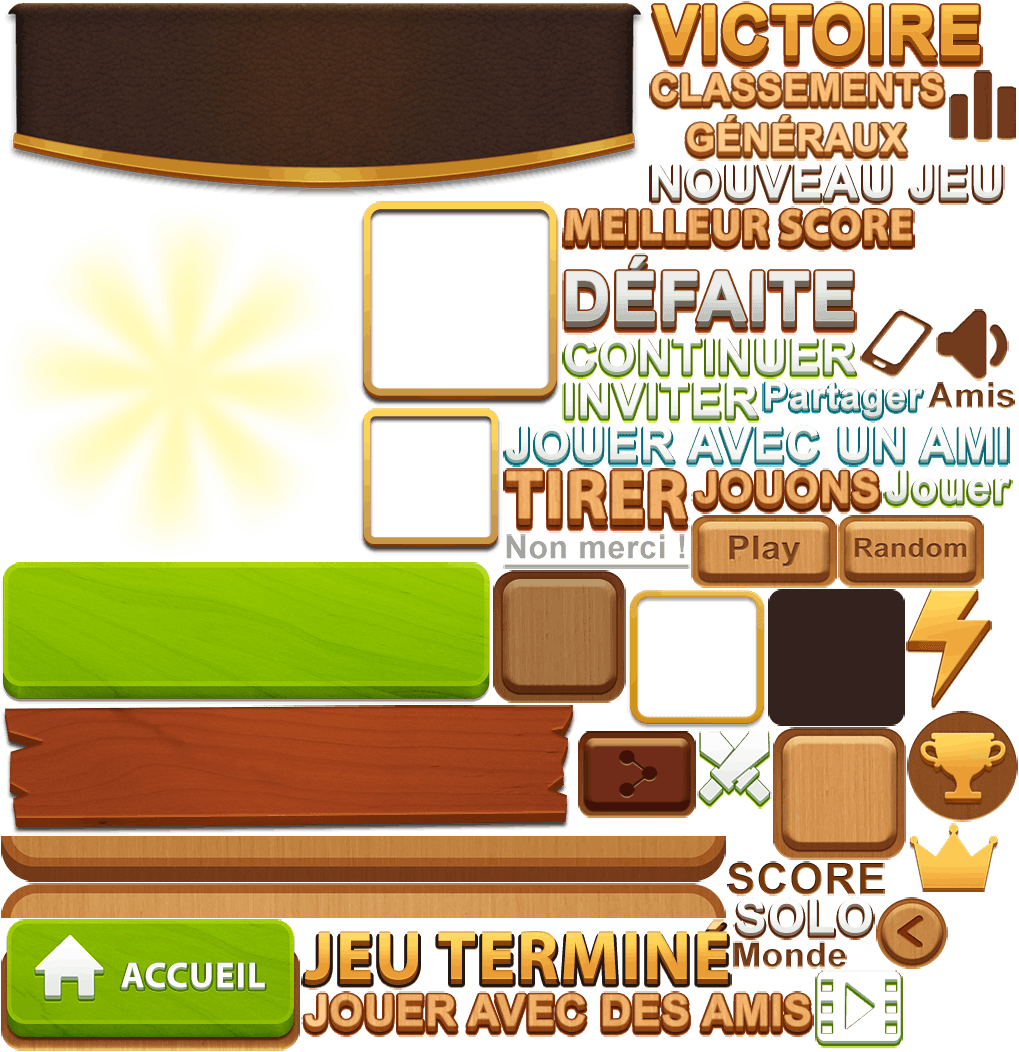 VICTOIRE
CLASSEMENTS
GÉNÉRAUX
NOUVEAU JEU
MEILLEUR SCORE
DÉFAITE
CONTINUER
INVITER
Partager
Amis
JOUER AVEC UN AMI
TIRER
JOUONS
Jouer
Non merci !
Play
Random
SCORE
SOLO
Monde
ACCUEIL
JEU TERMINÉ
JOUER AVEC DES AMIS